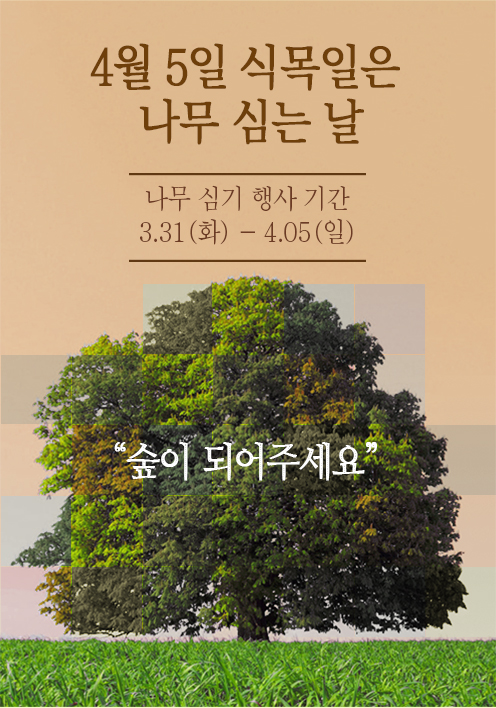 4월 5일 식목일은
나무 심는 날
나무 심기 행사 기간
3.31(화) – 4.05(일)
“숲이 되어주세요”